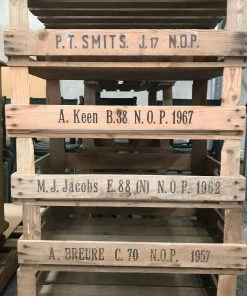 P.T. SMITS. J.17 N.O.P.
A. Keen B.38 N.O.P. 1967
M.J. Jacobs E.88 (N) N.O.P. 1962
A. BREURE C. 70 N.O.P. 1957